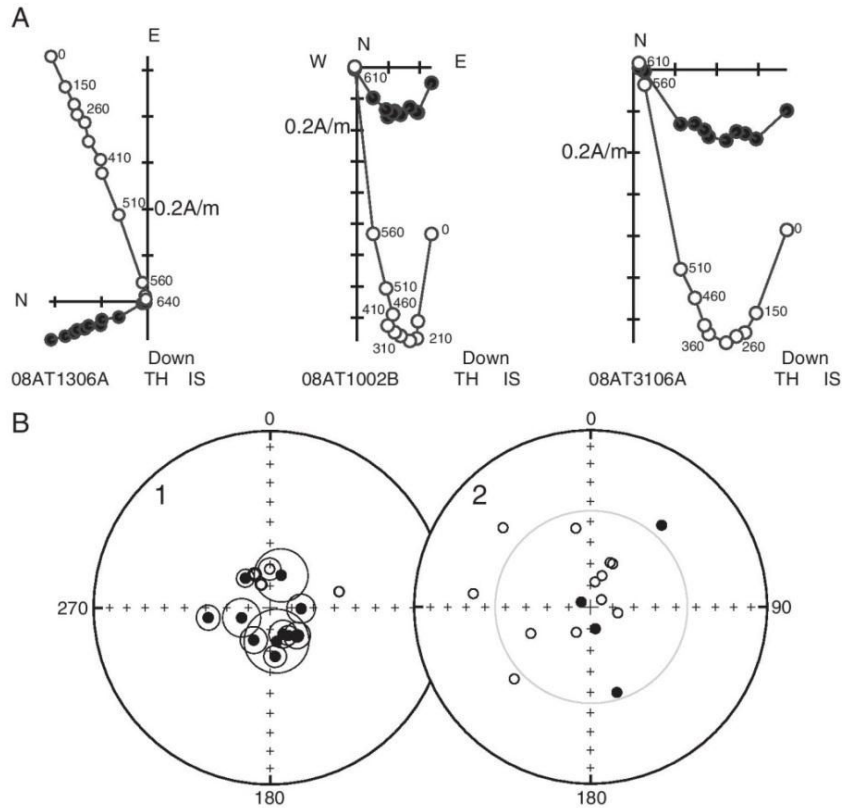 A
E
0
150
260
410
510
0.2A/m
560
640
N
Down
08AT1306A TH IS
N
W E
610
0.2A/m
560
0
510
460
410
310 210
Down
08AT1002B TH IS
N
610
560
0.2A/m
0
510
460
150
360 260
Down
08AT3106A TH IS
B
0 0
1 2
270 90
180 180